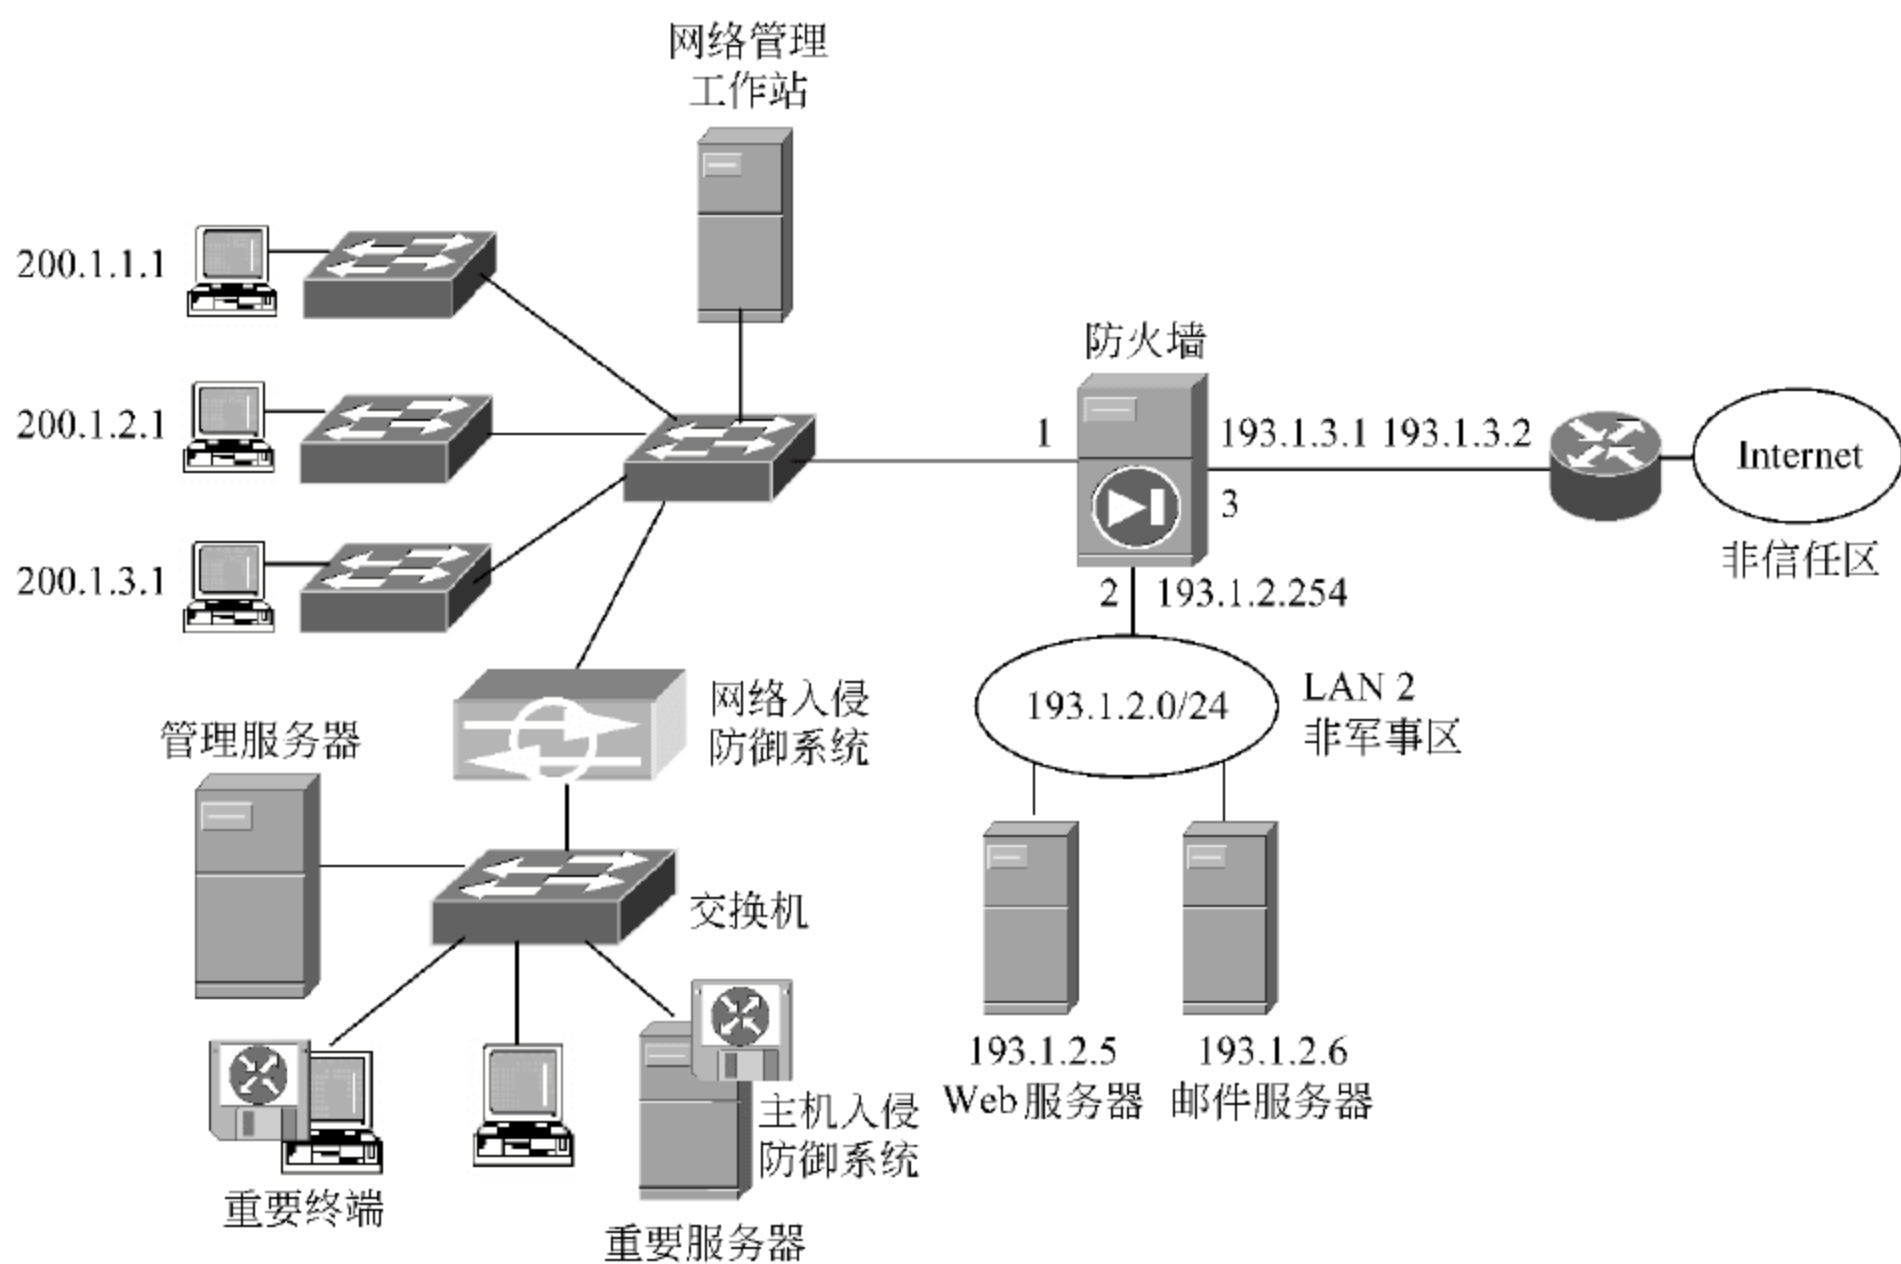 网络管理
工作站
200.1.1.1
200.1.2.1
200.1.3.1
防火墙
1
193.1.3.1 193.1.3.2
3
Internet
非信任区
2
193.1.2.254
193.1.2.0/24
LAN 2
非军事区
网络入侵
防御系统
管理服务器
交换机
主机入侵
防御系统
重要终端
重要服务器
193.1.2.5
Web服务器
193.1.2.6
邮件服务器